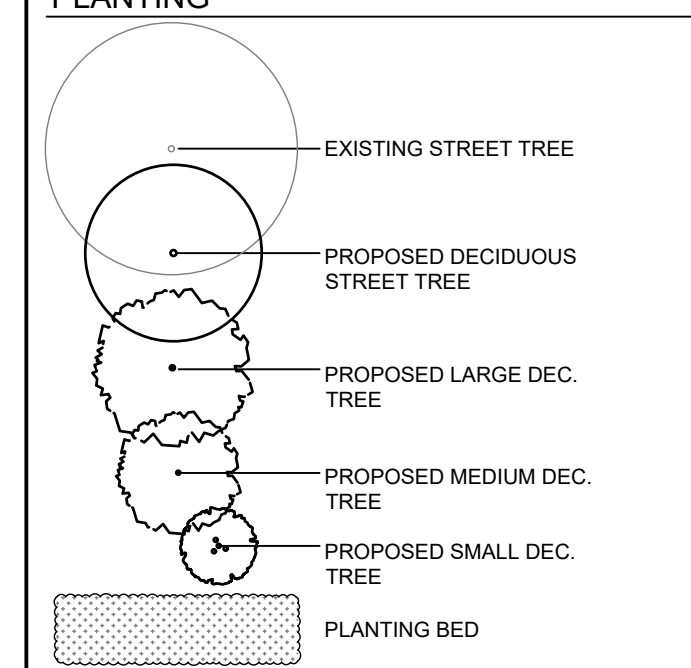 PLANTING
EXISTING STREET TREE
PROPOSED DECIDUOUS
STREET TREE
PROPOSED LARGE DEC.
TREE
PROPOSED MEDIUM DEC.
TREE
PROPOSED SMALL DEC.
TREE
PLANTING BED